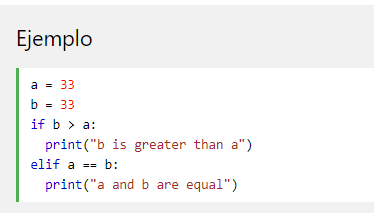 Ejemplo
a = 33
b = 33
if b > a:
  print("b is greater than a")
elif a == b:
  print("a and b are equal")